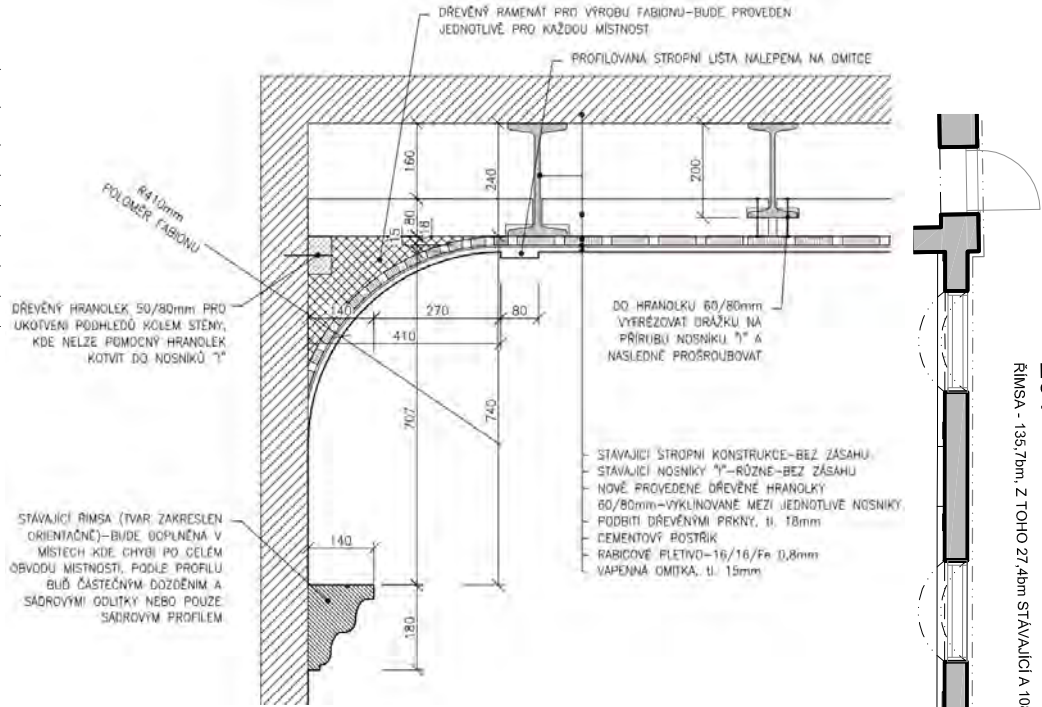 DŘEVĚNÝ RAMENÁT PRO VÝROBU FABIONU-BUDE PROVEDEN
JEDNOTLIVĚ PRO KAŽDOU MÍSTNOST
PROFILOVANÁ STROPNÍ LIŠTA NALEPENA NA OMÍTCE
160
240
200
R410mm
POLOMĚR FABIONU
15
80
18
DŘEVĚNÝ HRANOLEK 50/80mm PRO
UKOTVENÍ PODHLEDŮ KOLEM STĚNY,
KDE NELZE POMOCNÝ HRANOLEK
KOTVIT DO NOSNÍKŮ "I"
140
270
80
410
DO HRANOLKU 60/80mm
VYFRÉZOVAT DRÁŽKU NA
PŘÍRUBU NOSNÍKU "I" A
NÁSLEDNĚ PROŠROUBOVAT
707
740
STÁVAJÍCÍ STROPNÍ KONSTRUKCE-BEZ ZÁSAHU
STÁVAJÍCÍ NOSNÍKY "I"-RŮZNÉ-BEZ ZÁSAHU
NOVĚ PROVEDENÉ DŘEVĚNÉ HRANOLKY
60/80mm-VYKLÍNOVANÉ MEZI JEDNOTLIVÉ NOSNÍKY
PODBITÍ DŘEVĚNÝMI PRKNY, tl. 18mm
CEMENTOVÝ POSTŘIK
RABICOVÉ PLETIVO-16/16/Fe 0,8mm
VÁPENNÁ OMÍTKA, tl. 15mm
STÁVAJÍCÍ ŘÍMSA (TVAR ZAKRESLEN
ORIENTAČNĚ)-BUDE DOPLNĚNA V
MÍSTECH KDE CHYBÍ PO CELÉM
OBVODU MÍSTNOSTI, PODLE PROFILU
BUĎ ČÁSTEČNÝM DOZDĚNÍM A
SÁDROVÝMI ODLITKY NEBO POUZE
SÁDROVÝM PROFILEM
140
180
ŘÍMSA - 135,7bm, Z TOHO 27,4bm STÁVAJÍCÍ A